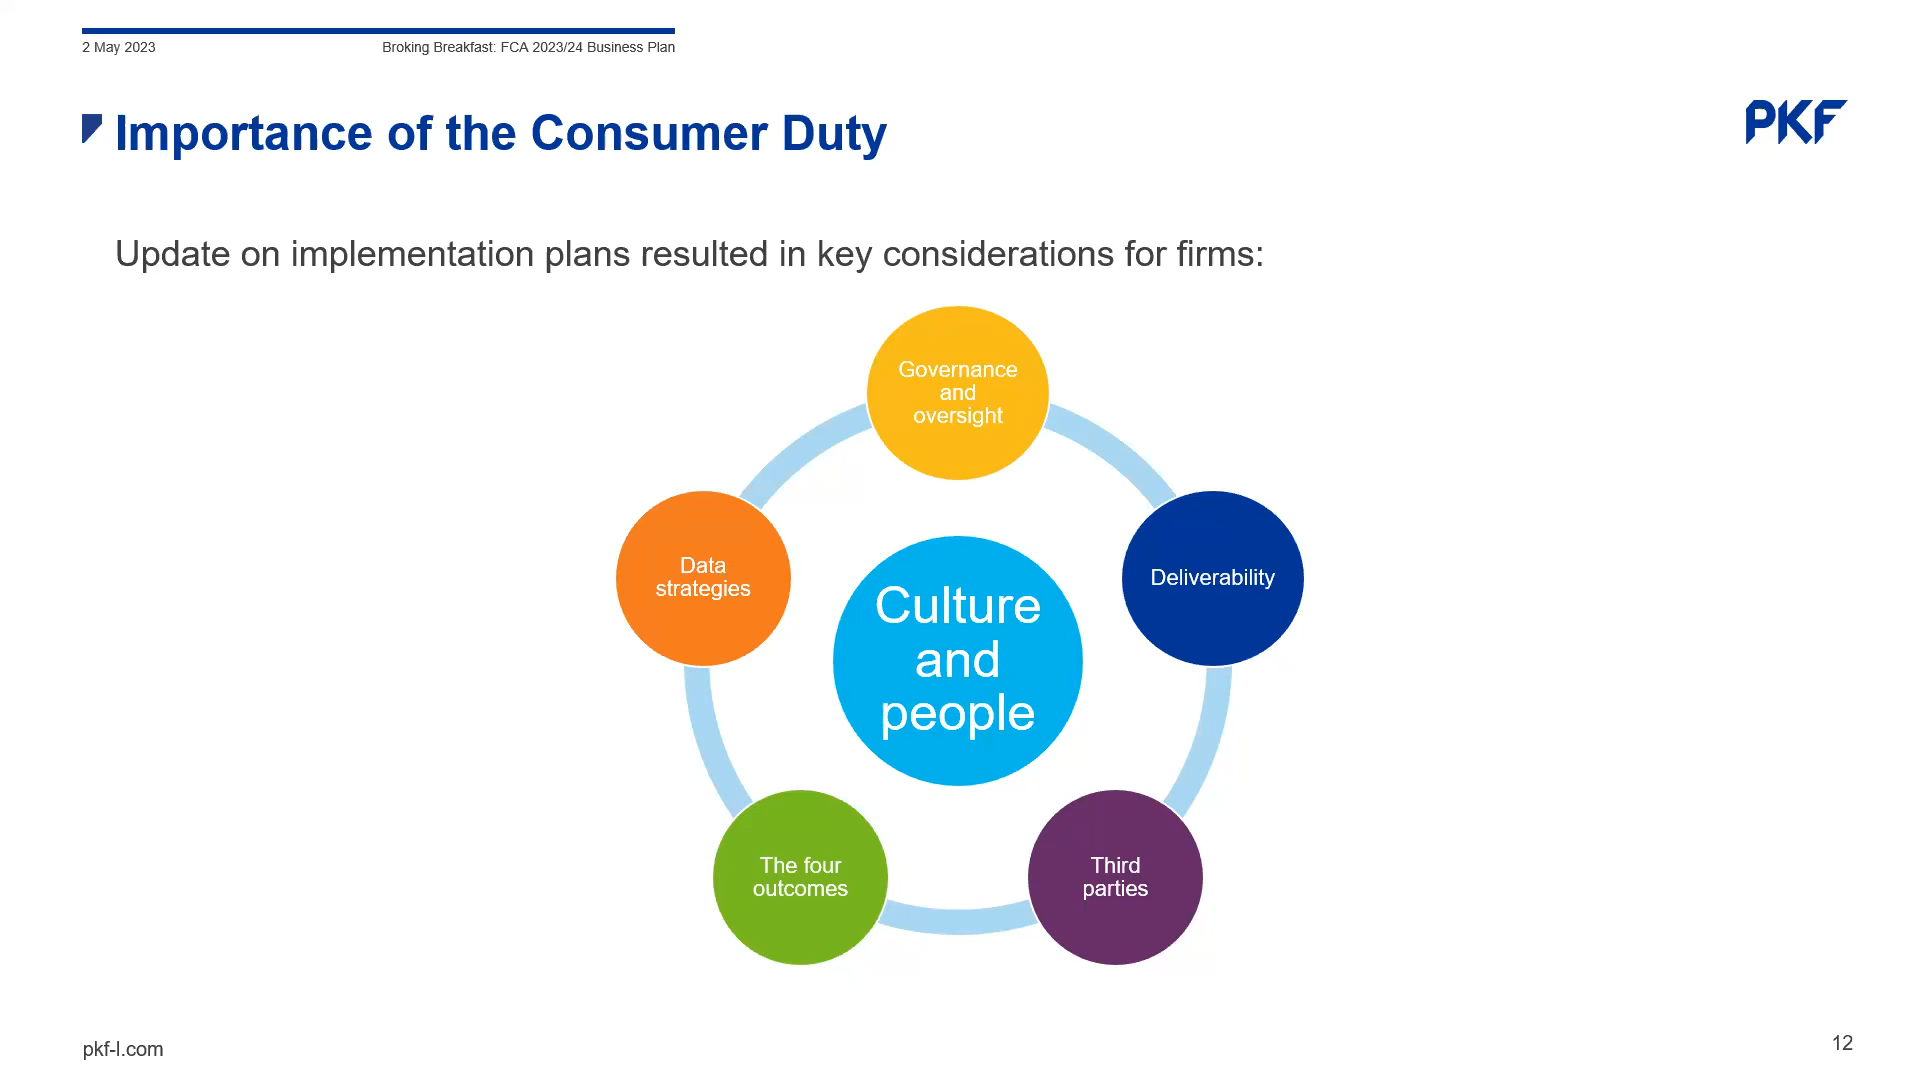 2 May 2023
Broking Breakfast: FCA 2023/24 Business Plan
Importance of the Consumer Duty
PKF
Update on implementation plans resulted in key considerations for firms:
Governance
and
oversight
Data
strategies
Deliverability
Culture
and
people
The four
outcomes
Third
parties
pkf-l.com
12